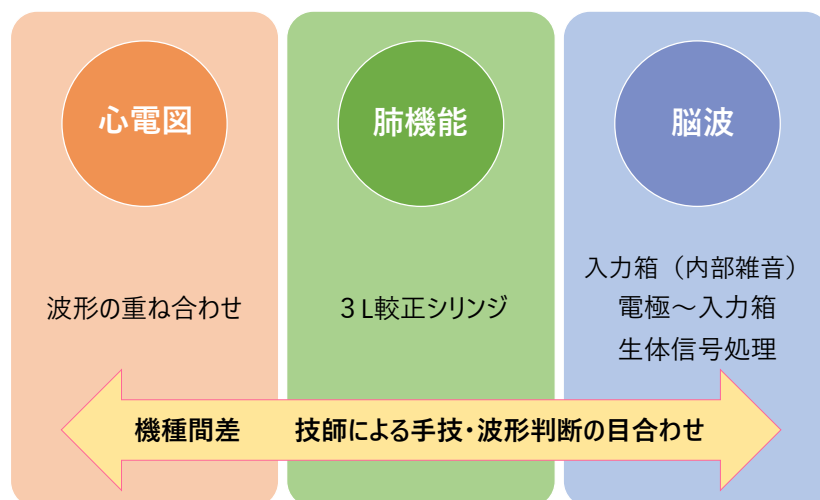 心電図
肺機能
脳波
波形の重ね合わせ
３L較正シリンジ
入力箱（内部雑音）
電極～入力箱
生体信号処理
機種間差　技師による手技・波形判断の目合わせ